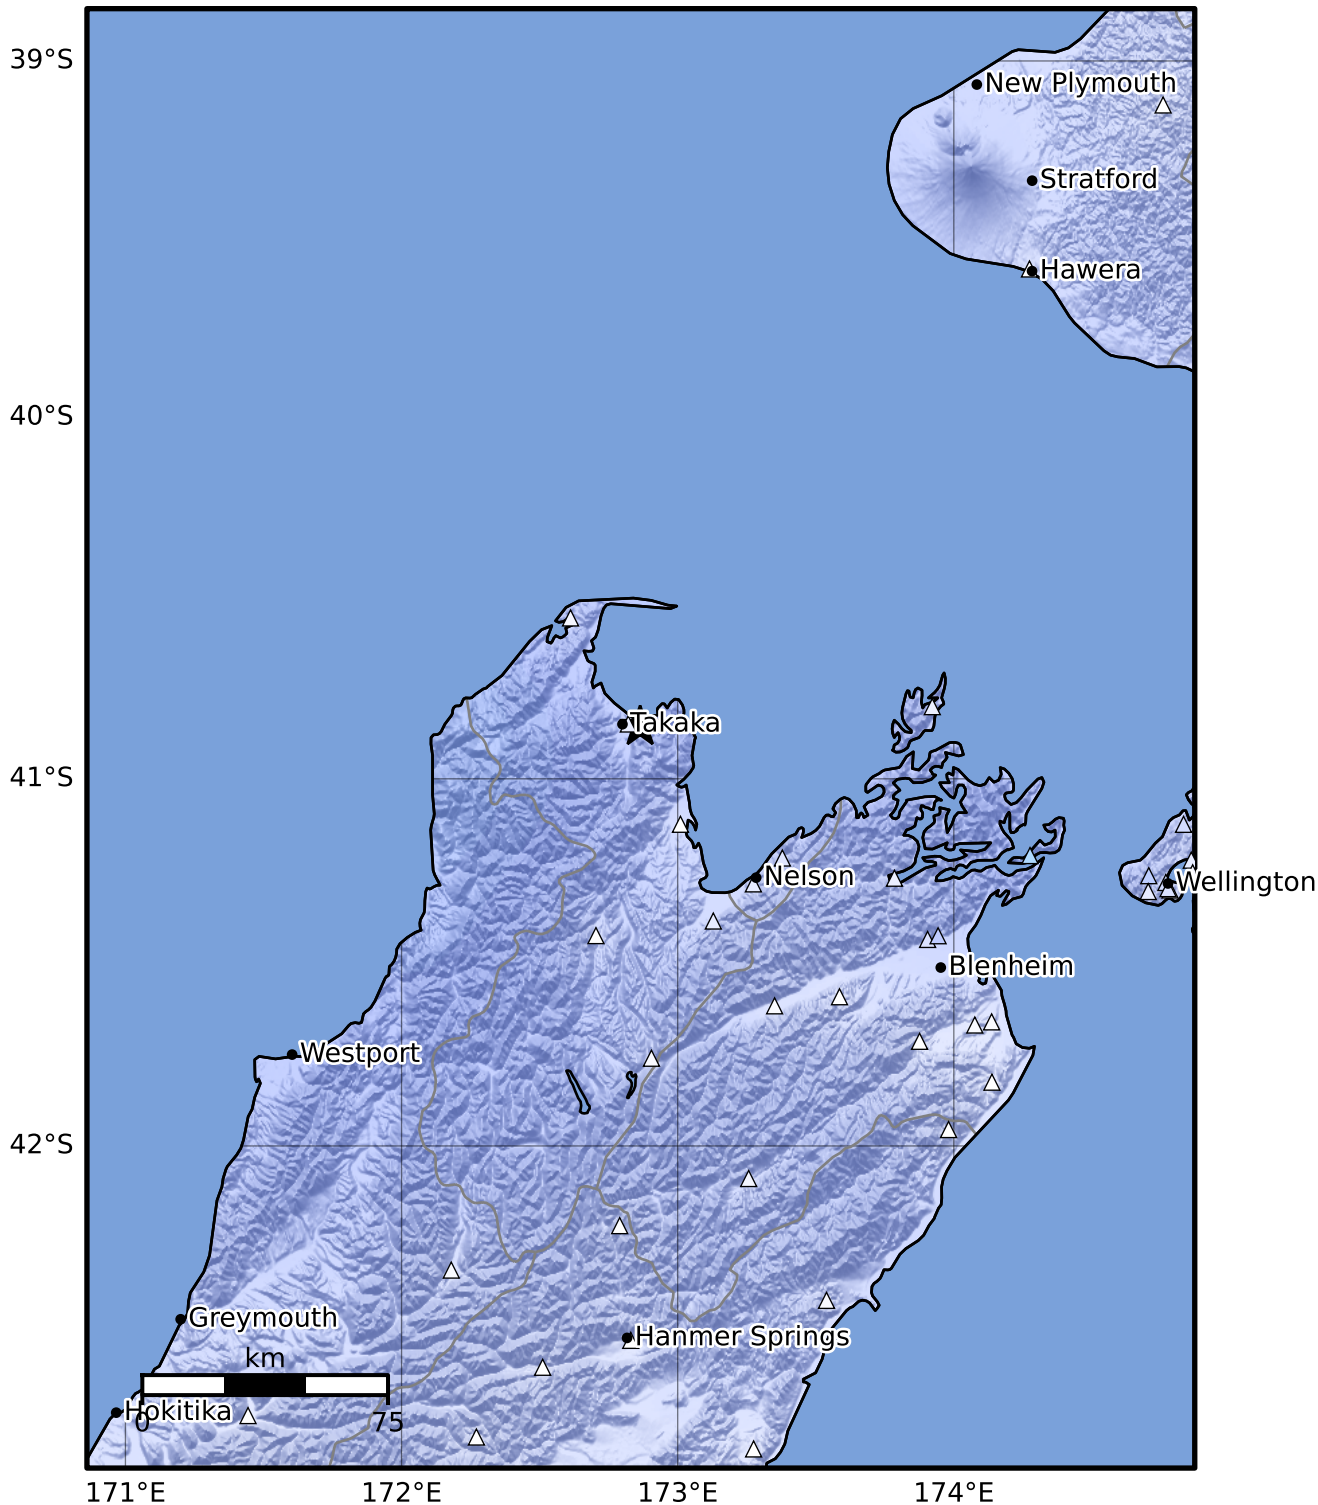 39°S
New Plymouth
Stratford
Hawera
40°S
Takaka
41°S
Nelson
Wellington
Blenheim
Westport
42°S
Greymouth
Hanmer Springs
km
Hokitika
0
75
171°E
172°E
173°E
174°E